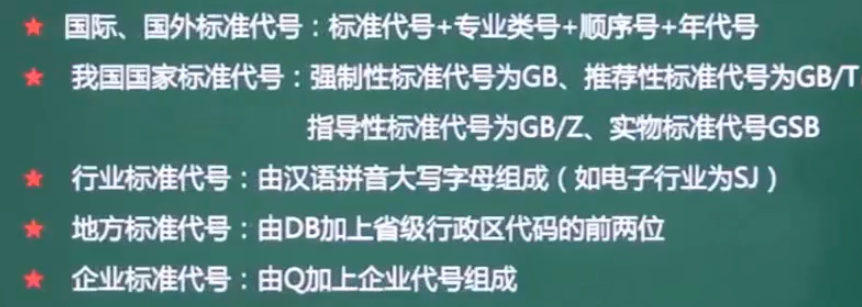 ★ 国际、国外标准代号：标准代号+专业类号+顺序号+年代号
★ 我国国家标准代号：强制性标准代号为GB、推荐性标准代号为GB/T
指导性标准代号为GB/Z、实物标准代号GSB
★ 行业标准代号：由汉语拼音大写字母组成（如电子行业为SJ）
★ 地方标准代号：由DB加上省级行政区代码的前两位
★ 企业标准代号：由Q加上企业代号组成